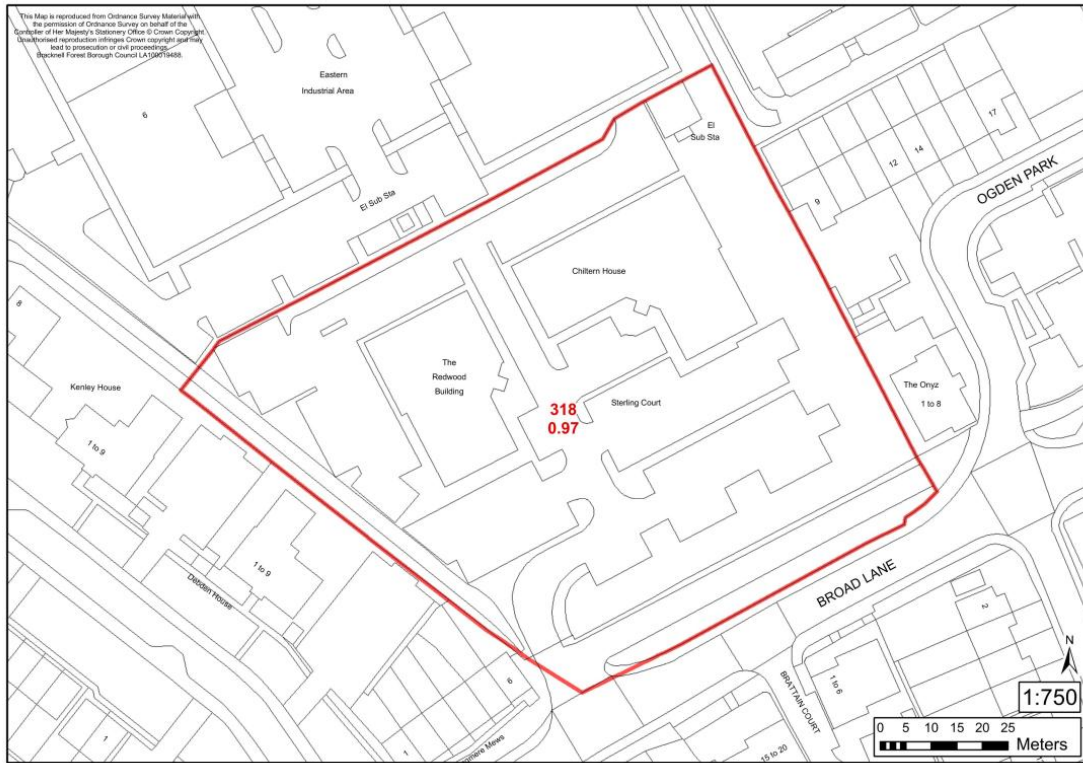 This Map is reproduced from Ordnance Survey Material with
the permission of Ordnance Survey on behalf of the
Controller of Her Majesty's Stationery Office © Crown Copyright.
Unauthorised reproduction infringes Crown copyright and may
lead to prosecution or civil proceedings.
Bracknell Forest Borough Council LA100019488.
6
Eastern
Industrial Area
El
Sub Sta
17
14
12
9
OGDEN PARK
El Sub Sta
Chiltern House
8
Kenley House
1 to 9
The
Redwood
Building
318
0.97
Sterling Court
The Onyz
1 to 8
1 to 9
Debden House
BROAD LANE
2
1 to 6
BRATTAIN COURT
6
1
1
Mews
15 to 20
N
1:750
0 5 10 15 20 25
Meters